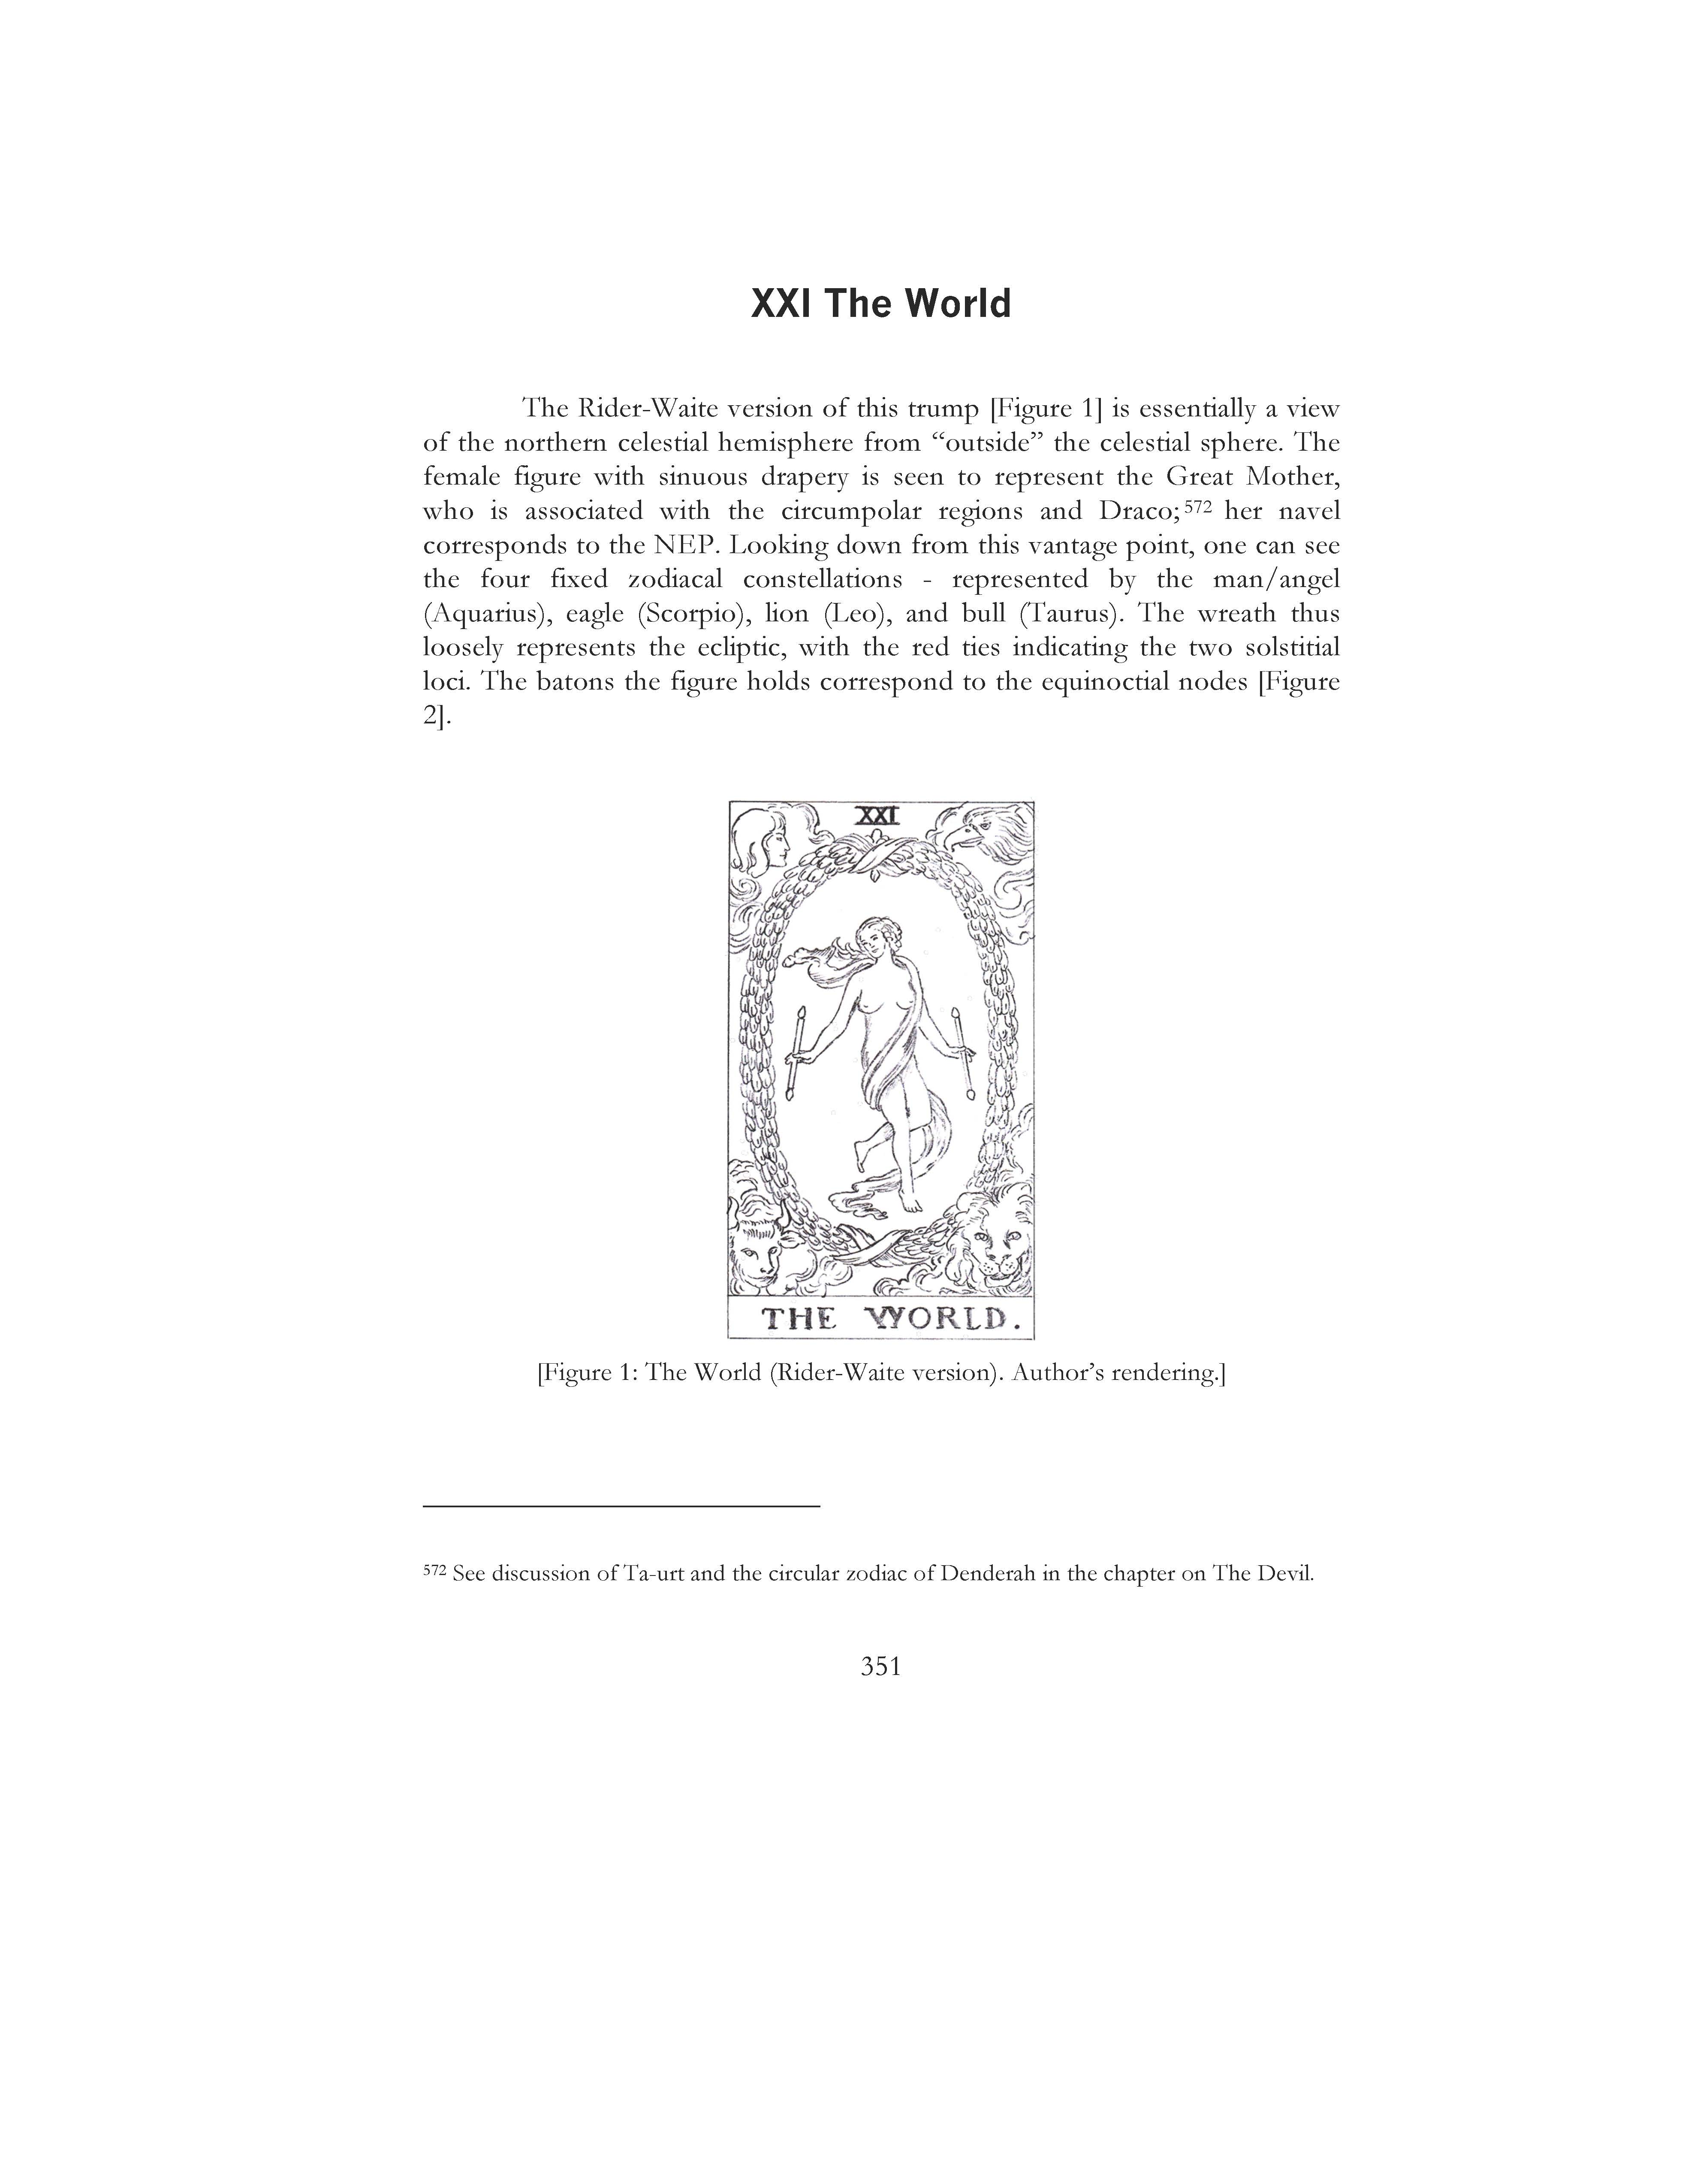 XXI The World
The Rider-Waite version of this trump [Figure 1] is essentially a view
of the northern celestial hemisphere from “outside” the celestial sphere. The
female figure with sinuous drapery is seen to represent the Great Mother,
who is associated with the circumpolar regions and Draco;572 her navel
corresponds to the NEP. Looking down from this vantage point, one can see
the four fixed zodiacal constellations - represented by the man/angel
(Aquarius), eagle (Scorpio), lion (Leo), and bull (Taurus). The wreath thus
loosely represents the ecliptic, with the red ties indicating the two solstitial
loci. The batons the figure holds correspond to the equinoctial nodes [Figure
2].
XXI
THE WORLD.
[Figure 1: The World (Rider-Waite version). Author’s rendering.]
572 See discussion of Ta-urt and the circular zodiac of Denderah in the chapter on The Devil.
351